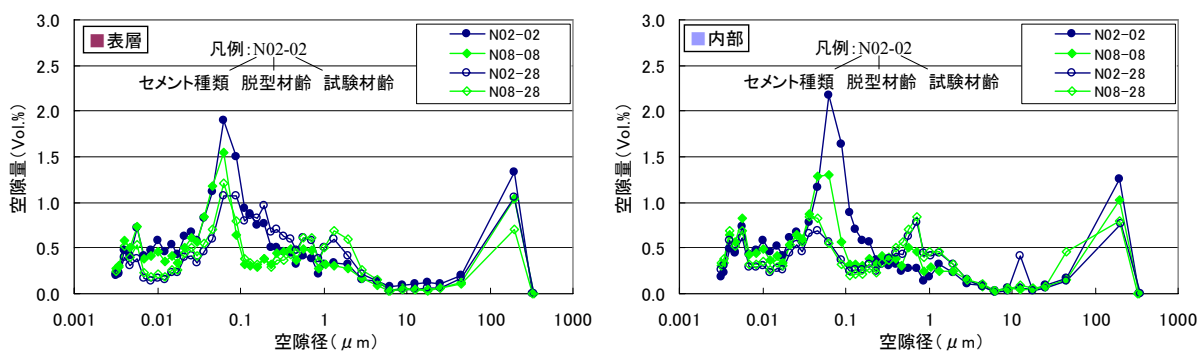 表層
凡例:N02-02
セメント種類 脱型材齢 試験材齢
N02-02
N08-08
N02-28
N08-28
空隙量(Vol.%)
3.0
2.5
2.0
1.5
1.0
0.5
0.0
0.001 0.01 0.1 1 10 100 1000
空隙径(μm)
内部
凡例:N02-02
セメント種類 脱型材齢 試験材齢
N02-02
N08-08
N02-28
N08-28
空隙量(Vol.%)
3.0
2.5
2.0
1.5
1.0
0.5
0.0
0.001 0.01 0.1 1 10 100 1000
空隙径(μm)